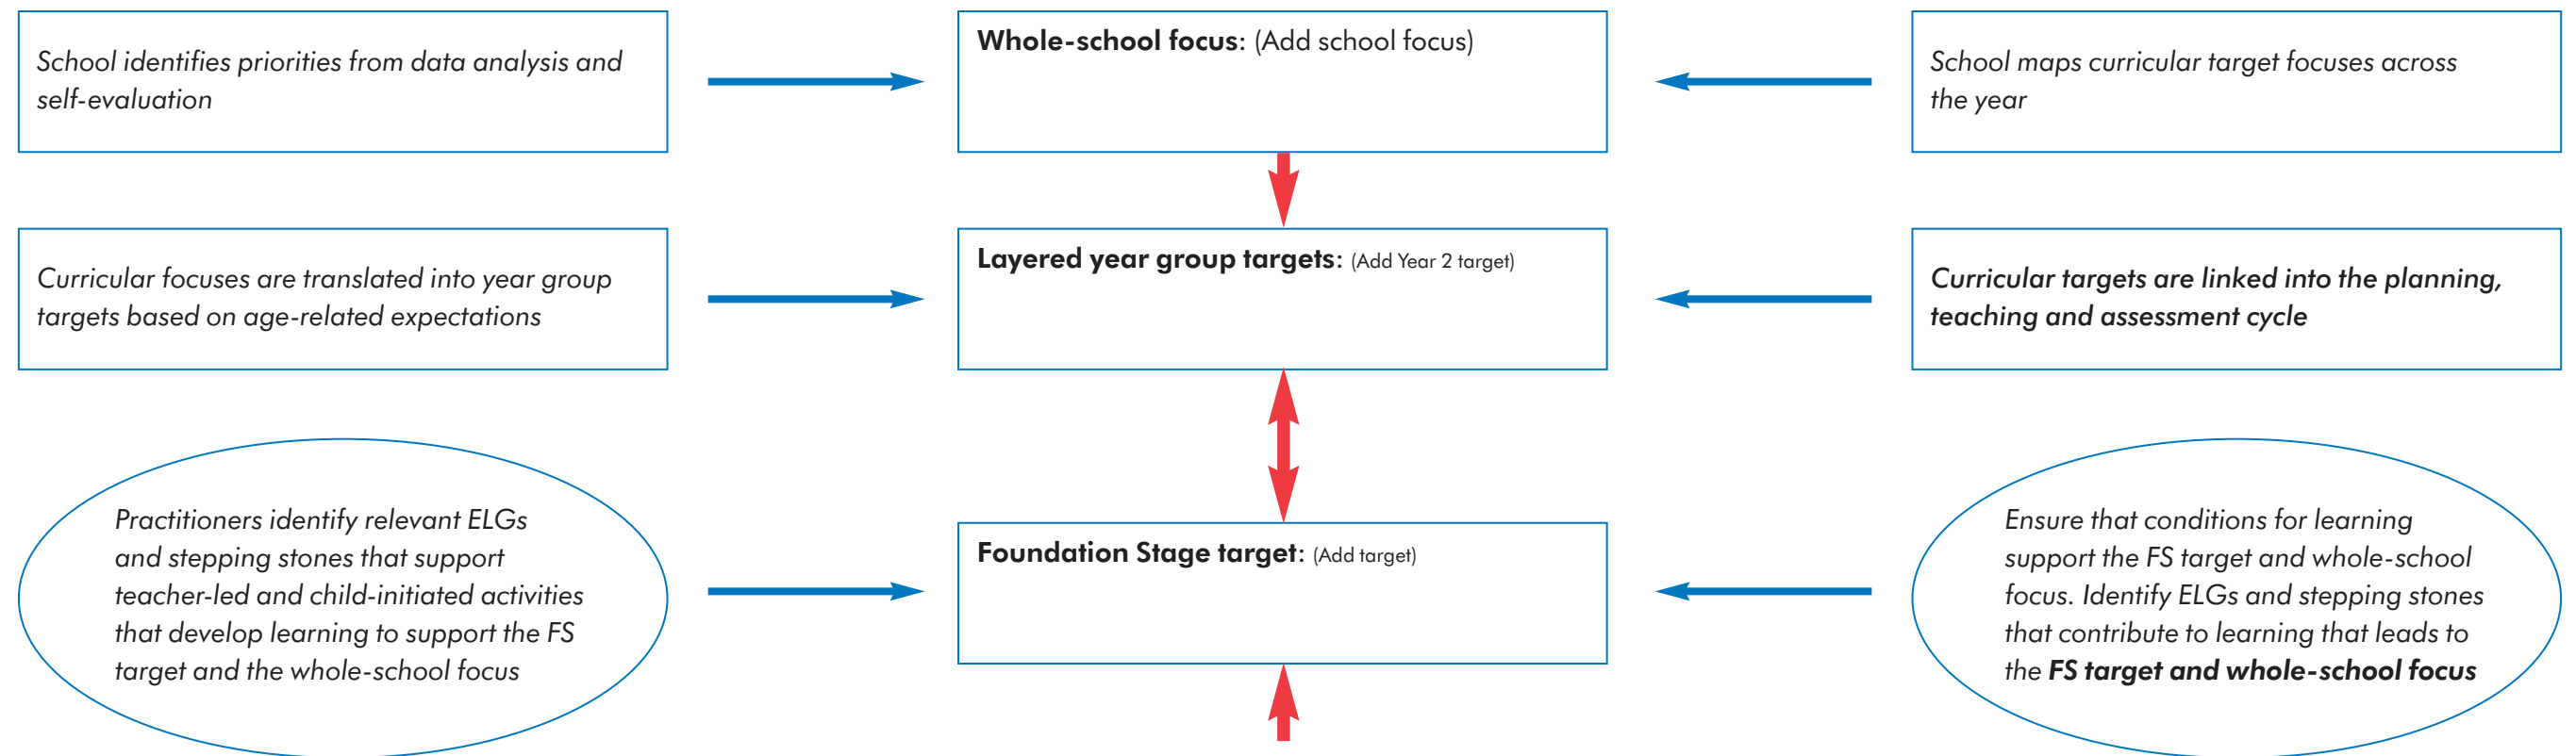 School identifies priorities from data analysis and
self-evaluation
Whole-school focus: (Add school focus)
School maps curricular target focuses across
the year
Curricular focuses are translated into year group
targets based on age-related expectations
Layered year group targets: (Add Year 2 target)
Curricular targets are linked into the planning,
teaching and assessment cycle
Practitioners identify relevant ELGs
and stepping stones that support
teacher-led and child-initiated activities
that develop learning to support the FS
target and the whole-school focus
Foundation Stage target: (Add target)
Ensure that conditions for learning
support the FS target and whole-school
focus. Identify ELGs and stepping stones
that contribute to learning that leads to
the FS target and whole-school focus